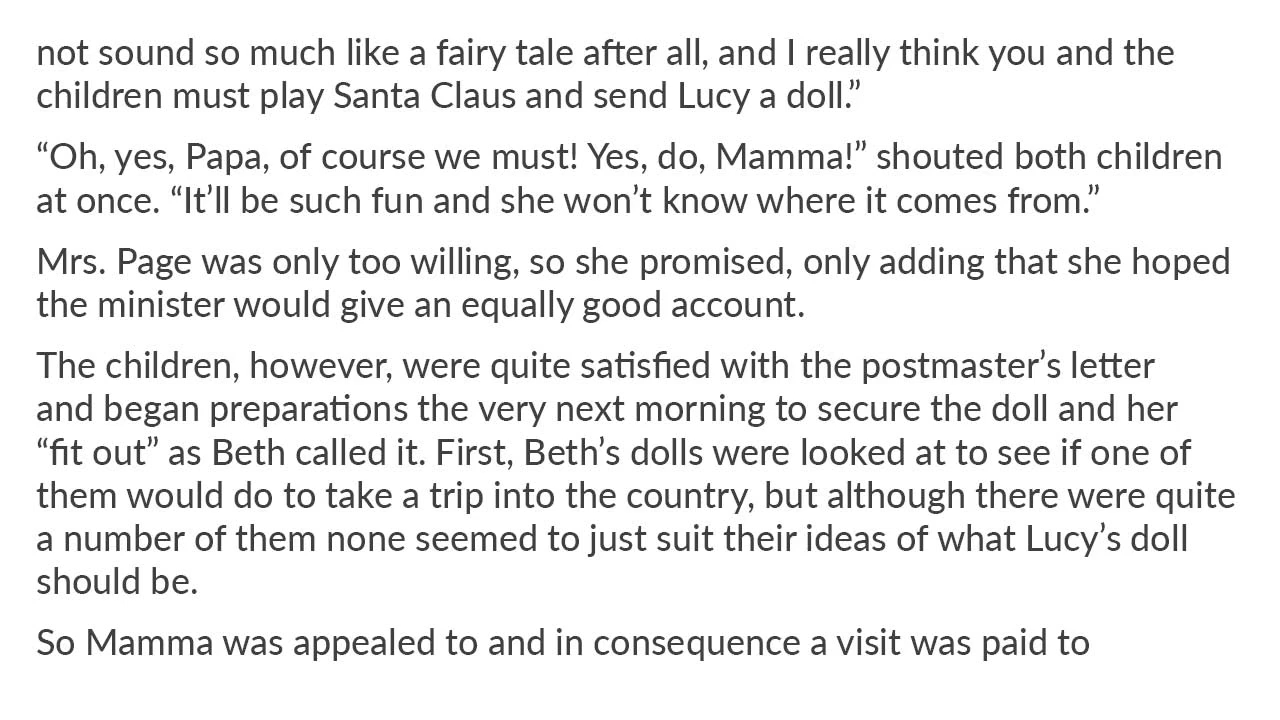 not sound so much like a fairy tale after all, and I really think you and the
children must play Santa Claus and send Lucy a doll.”
“Oh, yes, Papa, of course we must! Yes, do, Mamma!” shouted both children
at once. “It’ll be such fun and she won’t know where it comes from.”
Mrs. Page was only too willing, so she promised, only adding that she hoped
the minister would give an equally good account.
The children, however, were quite satisfied with the postmaster’s letter
and began preparations the very next morning to secure the doll and her
“fit out” as Beth called it. First, Beth’s dolls were looked at to see if one of
them would do to take a trip into the country, but although there were quite
a number of them none seemed to just suit their ideas of what Lucy’s doll
should be.
So Mamma was appealed to and in consequence a visit was paid to